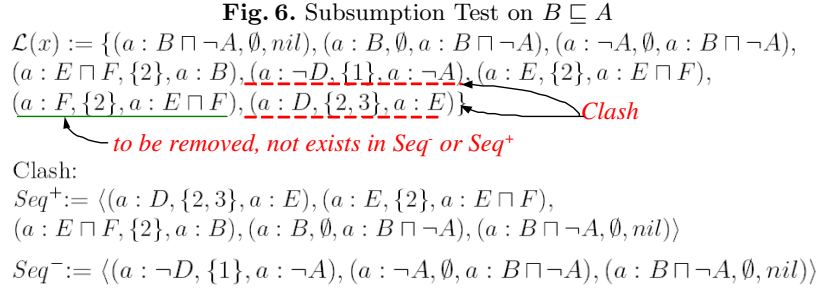 Fig. 6. Subsumption Test on B ⊑ A
ℒ(x) := {(a : B ⊓ ¬A, ∅, nil), (a : B, ∅, a : B ⊓ ¬A), (a : ¬A, ∅, a : B ⊓ ¬A),
(a : E ⊓ F, {2}, a : B), (a : ¬D, {1}, a : ¬A), (a : E, {2}, a : E ⊓ F),
(a : F, {2}, a : E ⊓ F), (a : D, {2, 3}, a : E)}
Clash
to be removed, not exists in Seq⁻ or Seq⁺
Clash:
Seq⁺:= ⟨(a : D, {2, 3}, a : E), (a : E, {2}, a : E ⊓ F),
(a : E ⊓ F, {2}, a : B), (a : B, ∅, a : B ⊓ ¬A), (a : B ⊓ ¬A, ∅, nil)⟩
Seq⁻:= ⟨(a : ¬D, {1}, a : ¬A), (a : ¬A, ∅, a : B ⊓ ¬A), (a : B ⊓ ¬A, ∅, nil)⟩